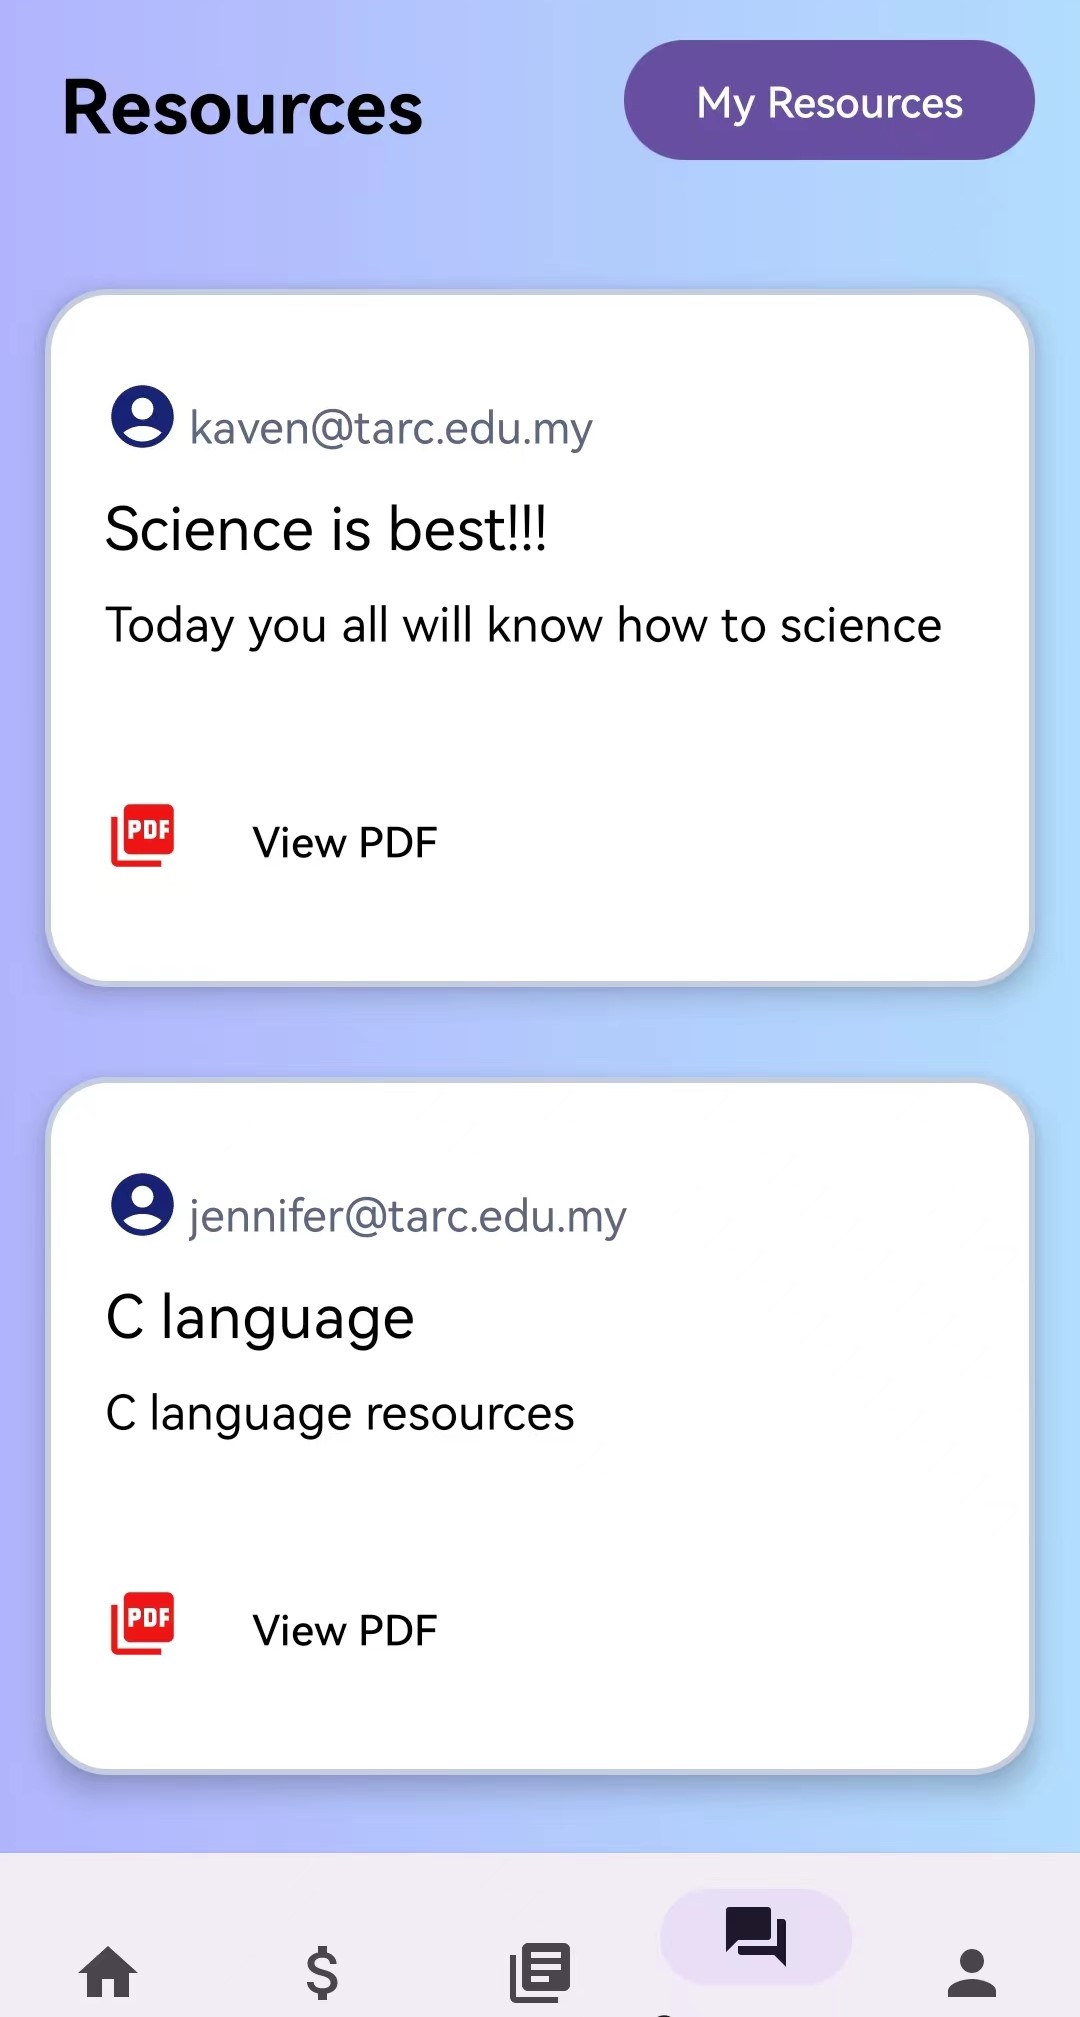 Resources
My Resources
kaven@tarc.edu.my
Science is best!!!
Today you all will know how to science
PDF
View PDF
jennifer@tarc.edu.my
C language
C language resources
PDF
View PDF
$